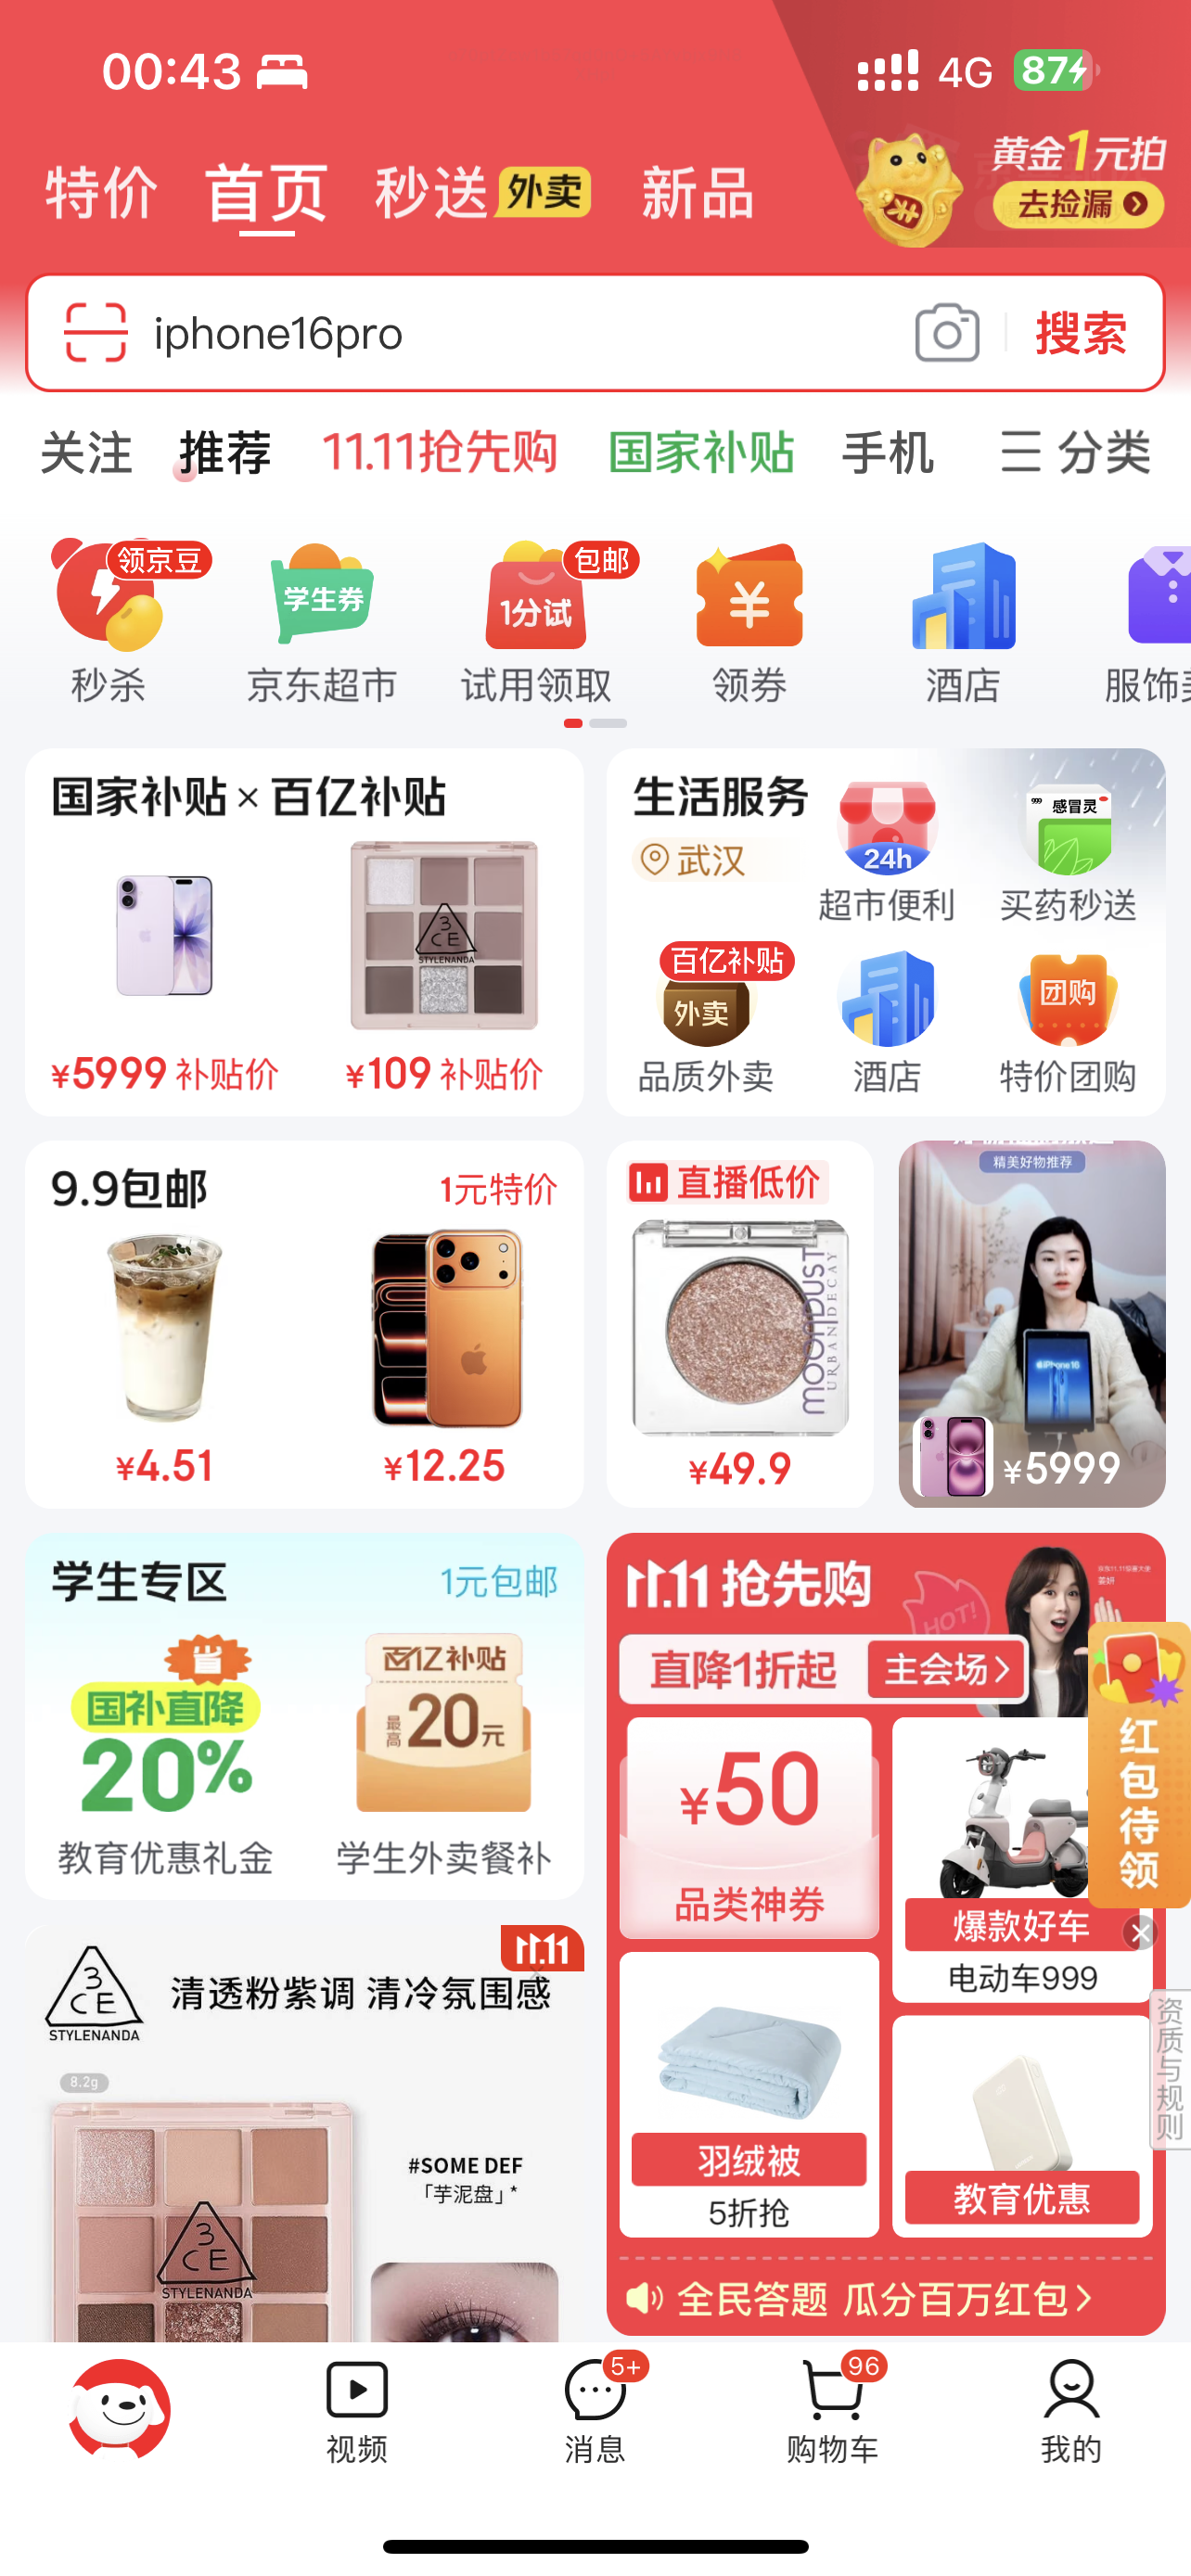 00:43
4G
87
特价 首页 秒送 外卖 新品
黄金1元拍
去捡漏
iphone16pro
搜索
关注 推荐 11.11抢先购 国家补贴 手机 分类
领京豆
学生券
1分试
包邮
¥
秒杀 京东超市 试用领取 领券 酒店 服饰
国家补贴×百亿补贴
3CE
STYLENANDA
¥5999 补贴价
¥109 补贴价
生活服务
武汉
24h
超市便利
999 感冒灵
买药秒送
百亿补贴
外卖
品质外卖
酒店
团购
特价团购
9.9包邮
1元特价
¥4.51
¥12.25
直播低价
MOONDUST
URBANDECAY
¥49.9
精美好物推荐
iPhone 16
¥5999
学生专区
1元包邮
省
国补直降
20%
教育优惠礼金
百亿补贴
最高20元
学生外卖餐补
11.11 抢先购
HOT!
直降1折起
主会场
¥50
品类神券
爆款好车
电动车999
羽绒被
5折抢
教育优惠
全民答题 瓜分百万红包
红包待领
资质与规则
11.11
3CE
STYLENANDA
清透粉紫调 清冷氛围感
8.2g
#SOME DEF
「芋泥盘」*
3CE
STYLENANDA
视频
5+
消息
96
购物车
我的